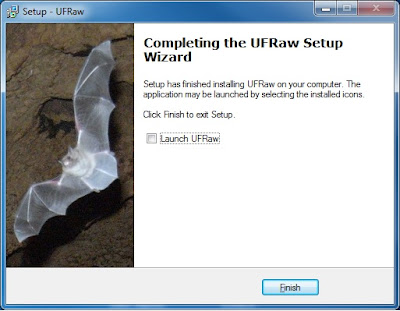 Setup - UFRaw
Completing the UFRaw Setup
Wizard
Setup has finished installing UFRaw on your computer. The
application may be launched by selecting the installed icons.
Click Finish to exit Setup.
Launch UFRaw
Finish